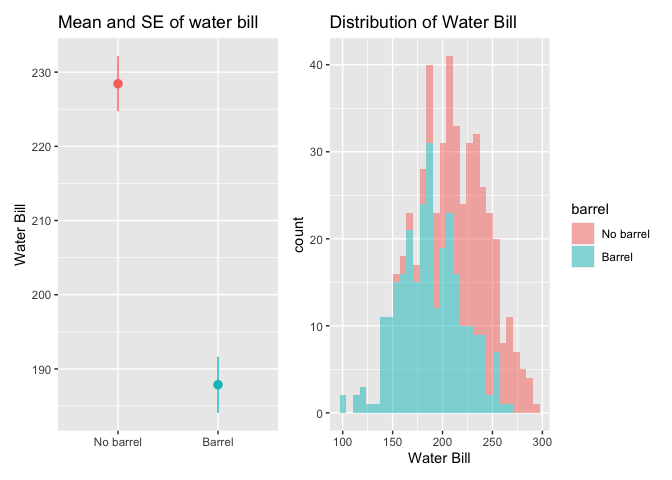 Mean and SE of water bill
Water Bill
230
220
210
200
190
No barrel
Barrel
Distribution of Water Bill
count
40
30
20
10
0
100
150
200
250
300
Water Bill
barrel
No barrel
Barrel